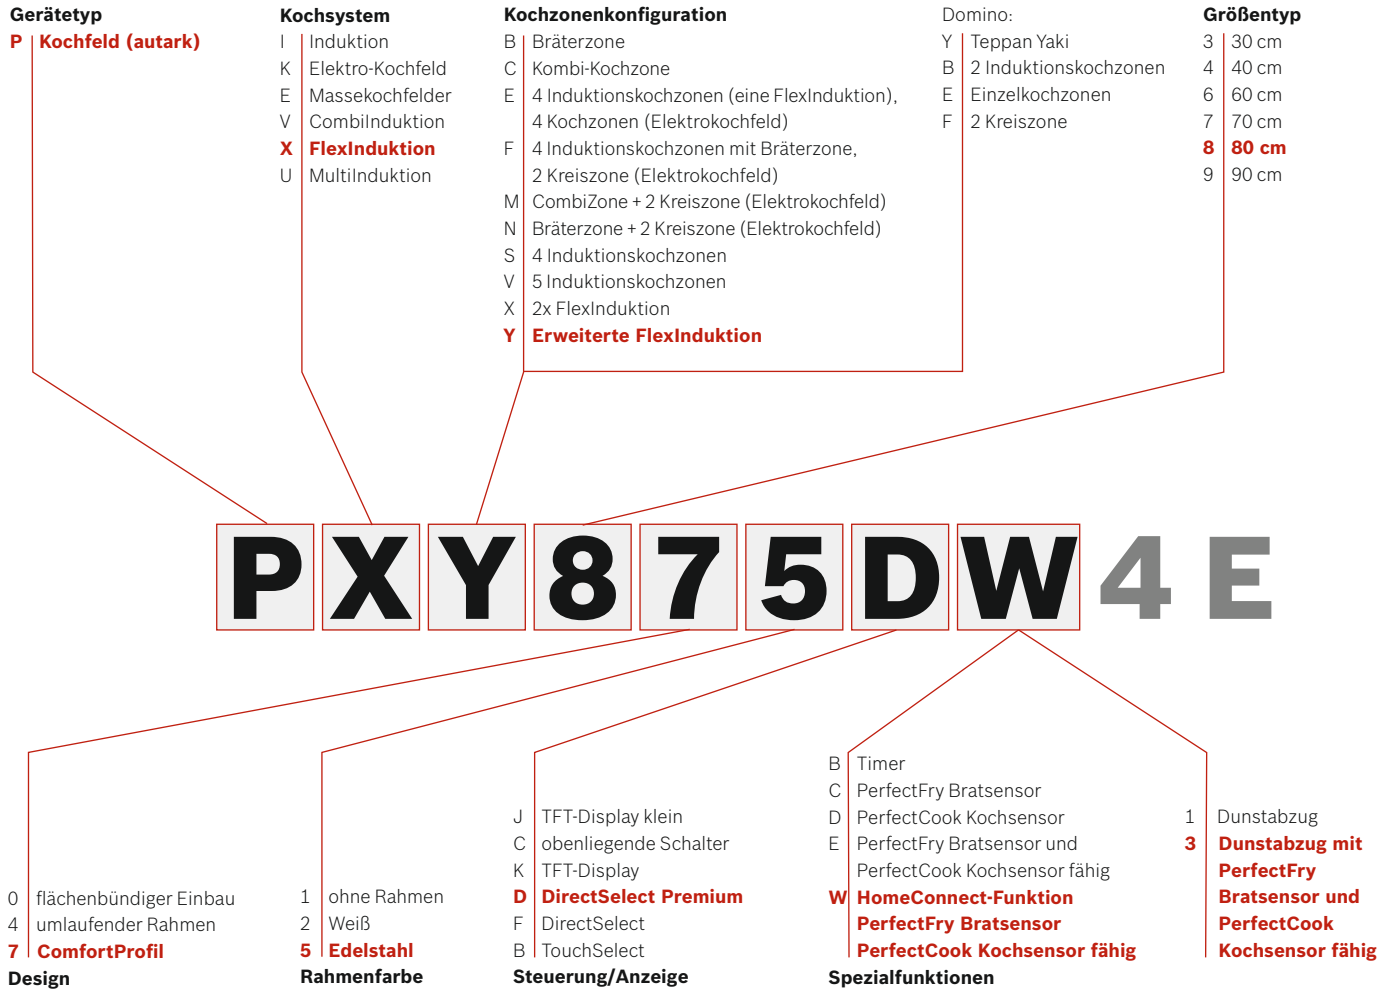 Gerätetyp
P Kochfeld (autark)
Kochsystem
I Induktion
K Elektro-Kochfeld
E Massekochfelder
V CombiInduktion
X FlexInduktion
U MultiInduktion
Kochzonenkonfiguration
B Bräterzone
C Kombi-Kochzone
E 4 Induktionskochzonen (eine FlexInduktion),
4 Kochzonen (Elektrokochfeld)
F 4 Induktionskochzonen mit Bräterzone,
2 Kreiszone (Elektrokochfeld)
M CombiZone + 2 Kreiszone (Elektrokochfeld)
N Bräterzone + 2 Kreiszone (Elektrokochfeld)
S 4 Induktionskochzonen
V 5 Induktionskochzonen
X 2x FlexInduktion
Y Erweiterte FlexInduktion
Domino:
Y Teppan Yaki
B 2 Induktionskochzonen
E Einzelkochzonen
F 2 Kreiszone
Größentyp
3 30 cm
4 40 cm
6 60 cm
7 70 cm
8 80 cm
9 90 cm
PXY875DW4E
0 flächenbündiger Einbau
4 umlaufender Rahmen
7 ComfortProfil
Design
1 ohne Rahmen
2 Weiß
5 Edelstahl
Rahmenfarbe
J TFT-Display klein
C obenliegende Schalter
K TFT-Display
D DirectSelect Premium
F DirectSelect
B TouchSelect
Steuerung/Anzeige
B Timer
C PerfectFry Bratsensor
D PerfectCook Kochsensor
E PerfectFry Bratsensor und
PerfectCook Kochsensor fähig
W HomeConnect-Funktion
PerfectFry Bratsensor
PerfectCook Kochsensor fähig
Spezialfunktionen
1 Dunstabzug
3 Dunstabzug mit
PerfectFry
Bratsensor und
PerfectCook
Kochsensor fähig